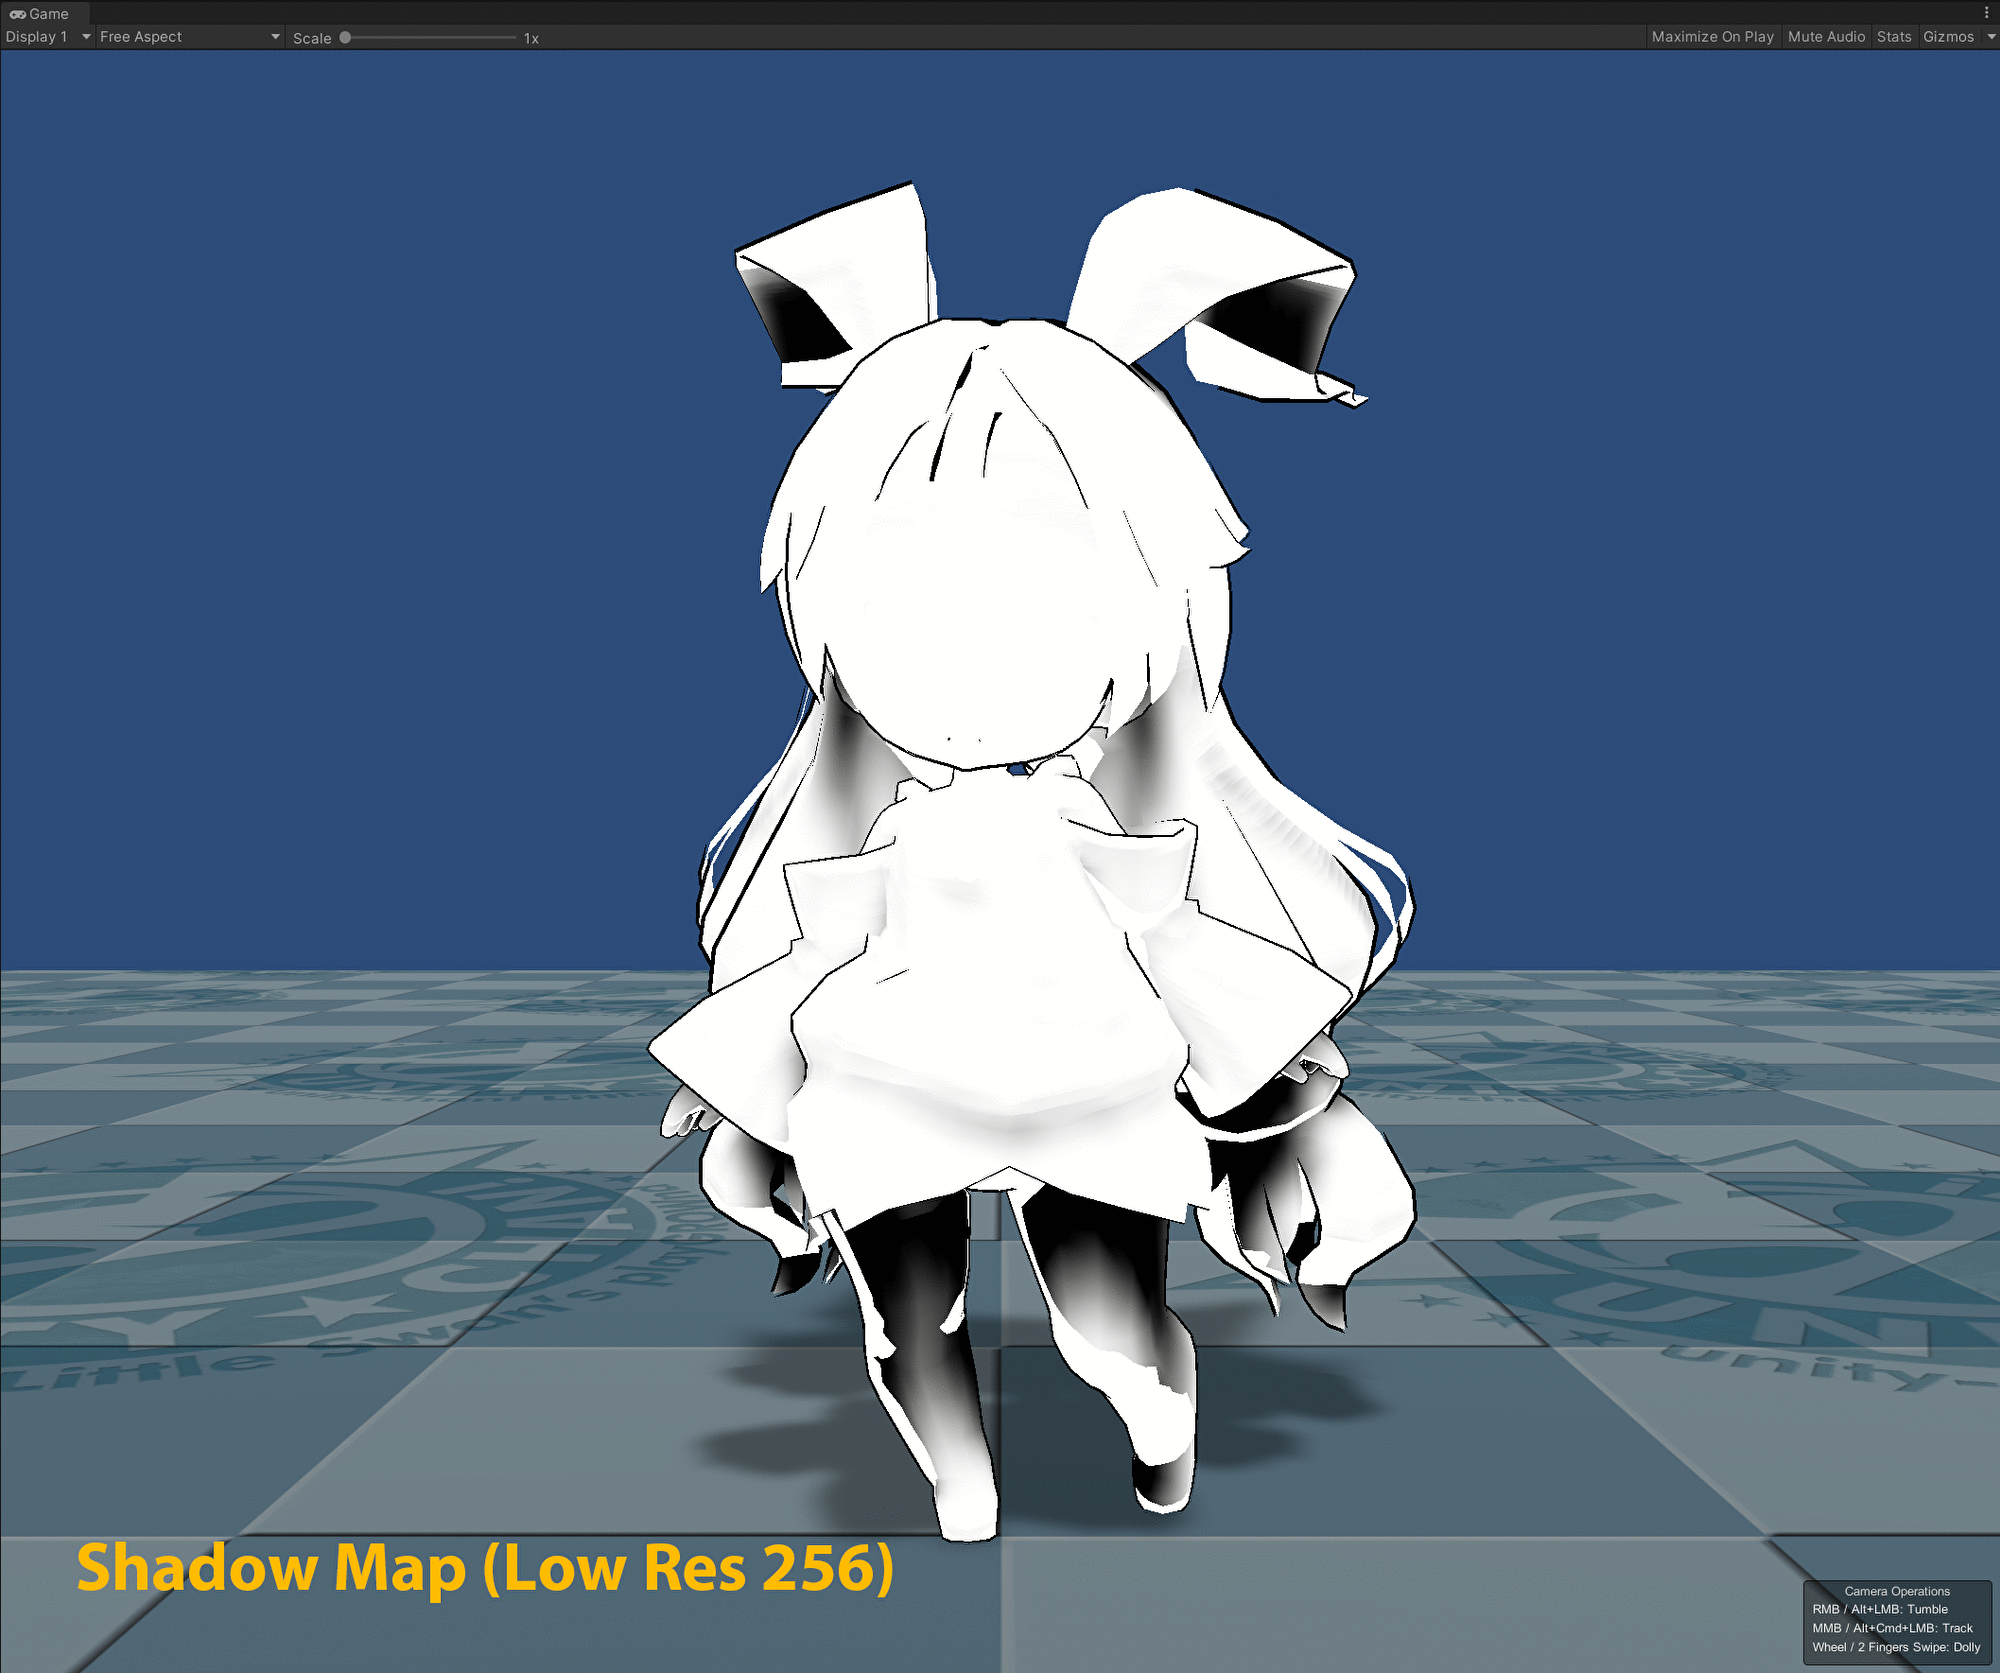 Game
Display 1 Free Aspect Scale 1x Maximize On Play Mute Audio Stats Gizmos
Little Swan's playground
unity-
Shadow Map (Low Res 256)
Camera Operations
RMB / Alt+LMB: Tumble
MMB / Alt+Cmd+LMB: Track
Wheel / 2 Fingers Swipe: Dolly